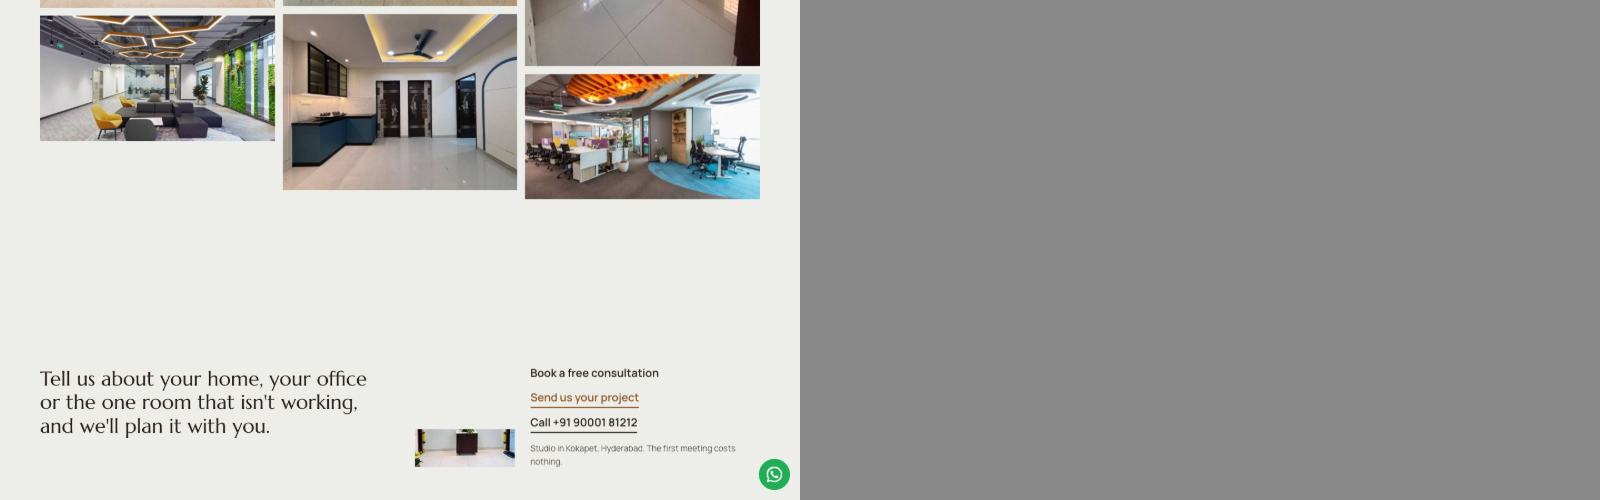 Tell us about your home, your office
or the one room that isn't working,
and we'll plan it with you.
Book a free consultation
Send us your project
Call +91 90001 81212
Studio in Kokapet, Hyderabad. The first meeting costs
nothing.